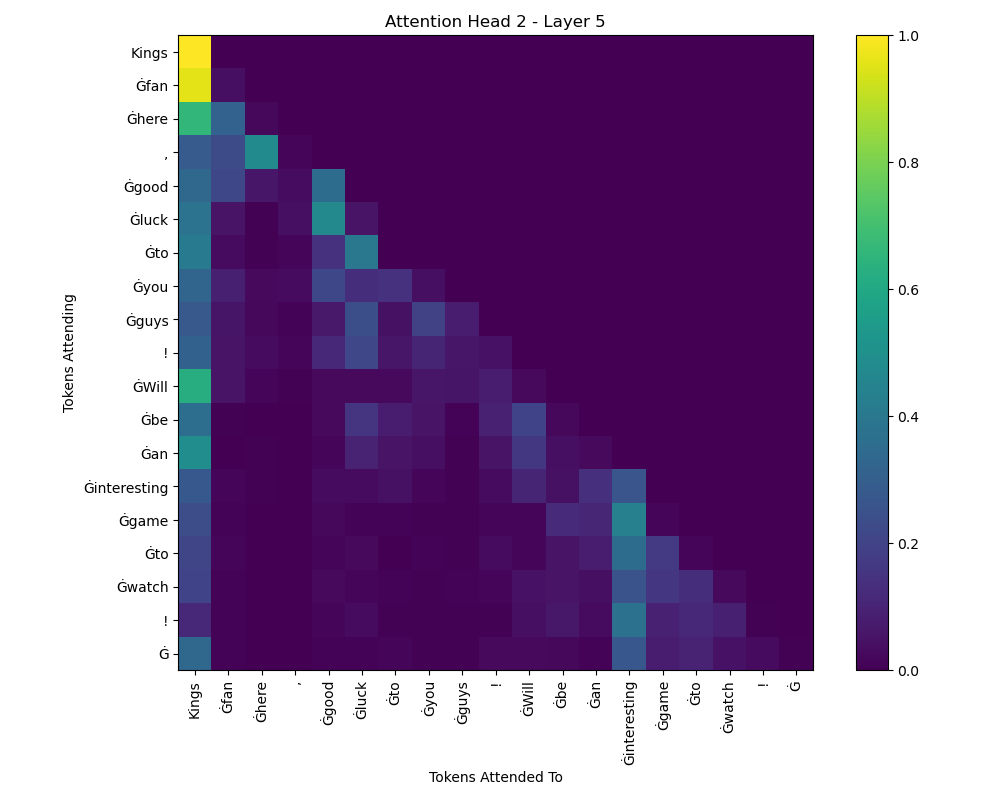 Attention Head 2 - Layer 5
Tokens Attending
Kings
Ġfan
Ġhere
,
Ġgood
Ġluck
Ġto
Ġyou
Ġguys
!
ĠWill
Ġbe
Ġan
Ġinteresting
Ġgame
Ġto
Ġwatch
!
Ġ
Kings
Ġfan
Ġhere
,
Ġgood
Ġluck
Ġto
Ġyou
Ġguys
!
ĠWill
Ġbe
Ġan
Ġinteresting
Ġgame
Ġto
Ġwatch
!
Ġ
Tokens Attended To
1.0
0.8
0.6
0.4
0.2
0.0